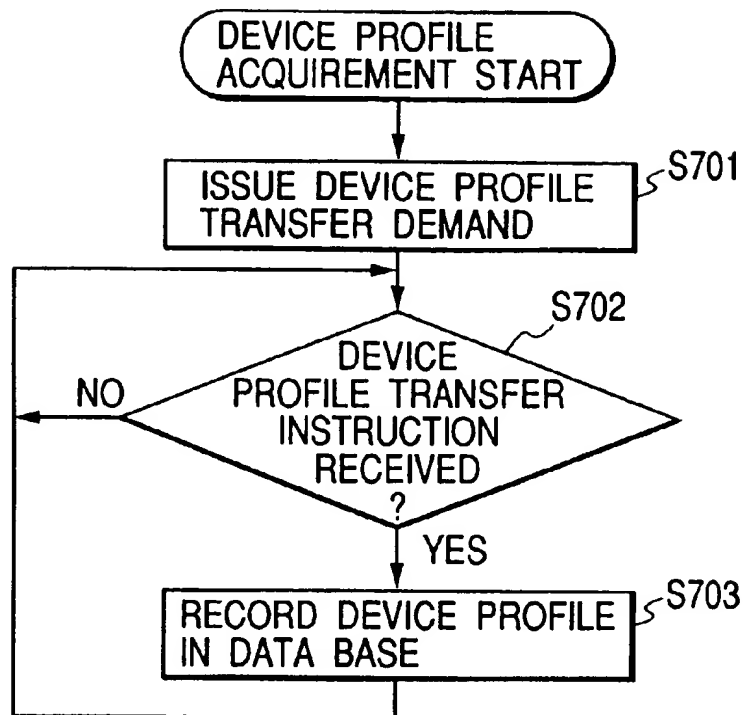 DEVICE PROFILE
ACQUIREMENT START
S701
ISSUE DEVICE PROFILE
TRANSFER DEMAND
S702
DEVICE
PROFILE TRANSFER
INSTRUCTION
RECEIVED
?
NO
YES
S703
RECORD DEVICE PROFILE
IN DATA BASE